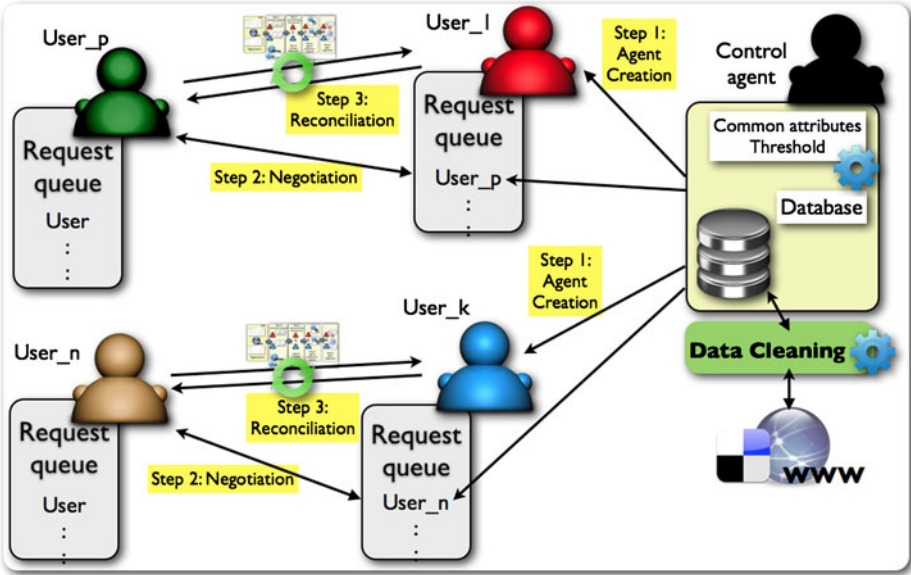 User_p
User_l
Step 1:
Agent
Creation
Control
agent
Step 3:
Reconciliation
Request
queue
User
:
:
Request
queue
User_p
:
:
Step 2: Negotiation
Common attributes
Threshold
Database
Step 1:
Agent
Creation
Data Cleaning
www
User_n
User_k
Step 3:
Reconciliation
Request
queue
User
:
:
Request
queue
User_n
:
:
Step 2: Negotiation